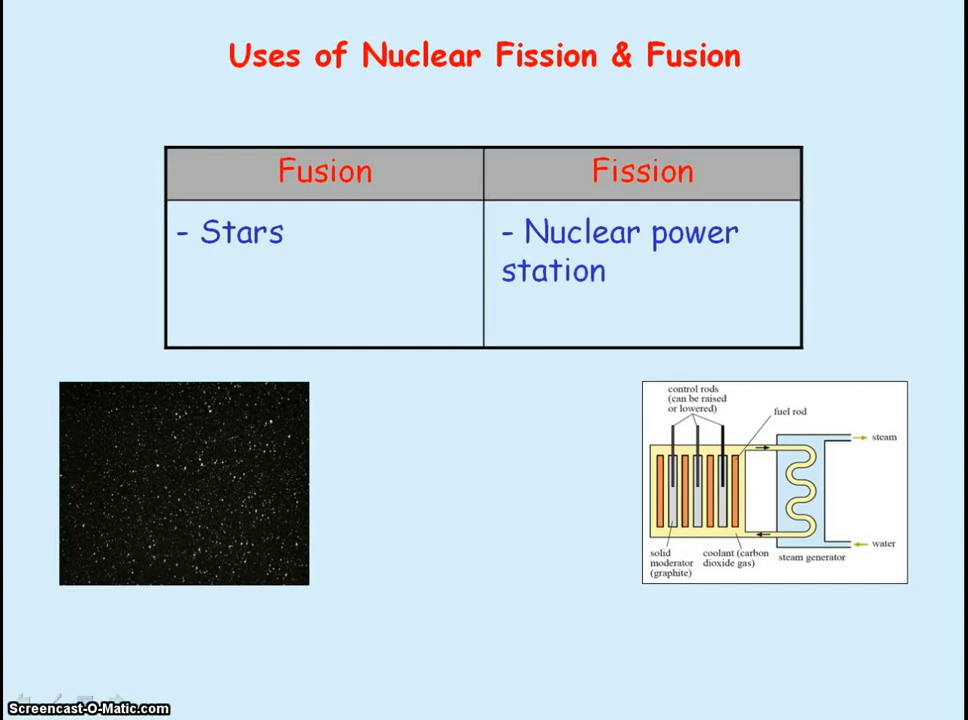 Uses of Nuclear Fission & Fusion
Fusion
Fission
- Stars
- Nuclear power
station
control rods
(can be raised
or lowered)
fuel rod
steam
water
solid
moderator
(graphite)
coolant (carbon
dioxide gas)
steam generator
Screencast-O-Matic.com